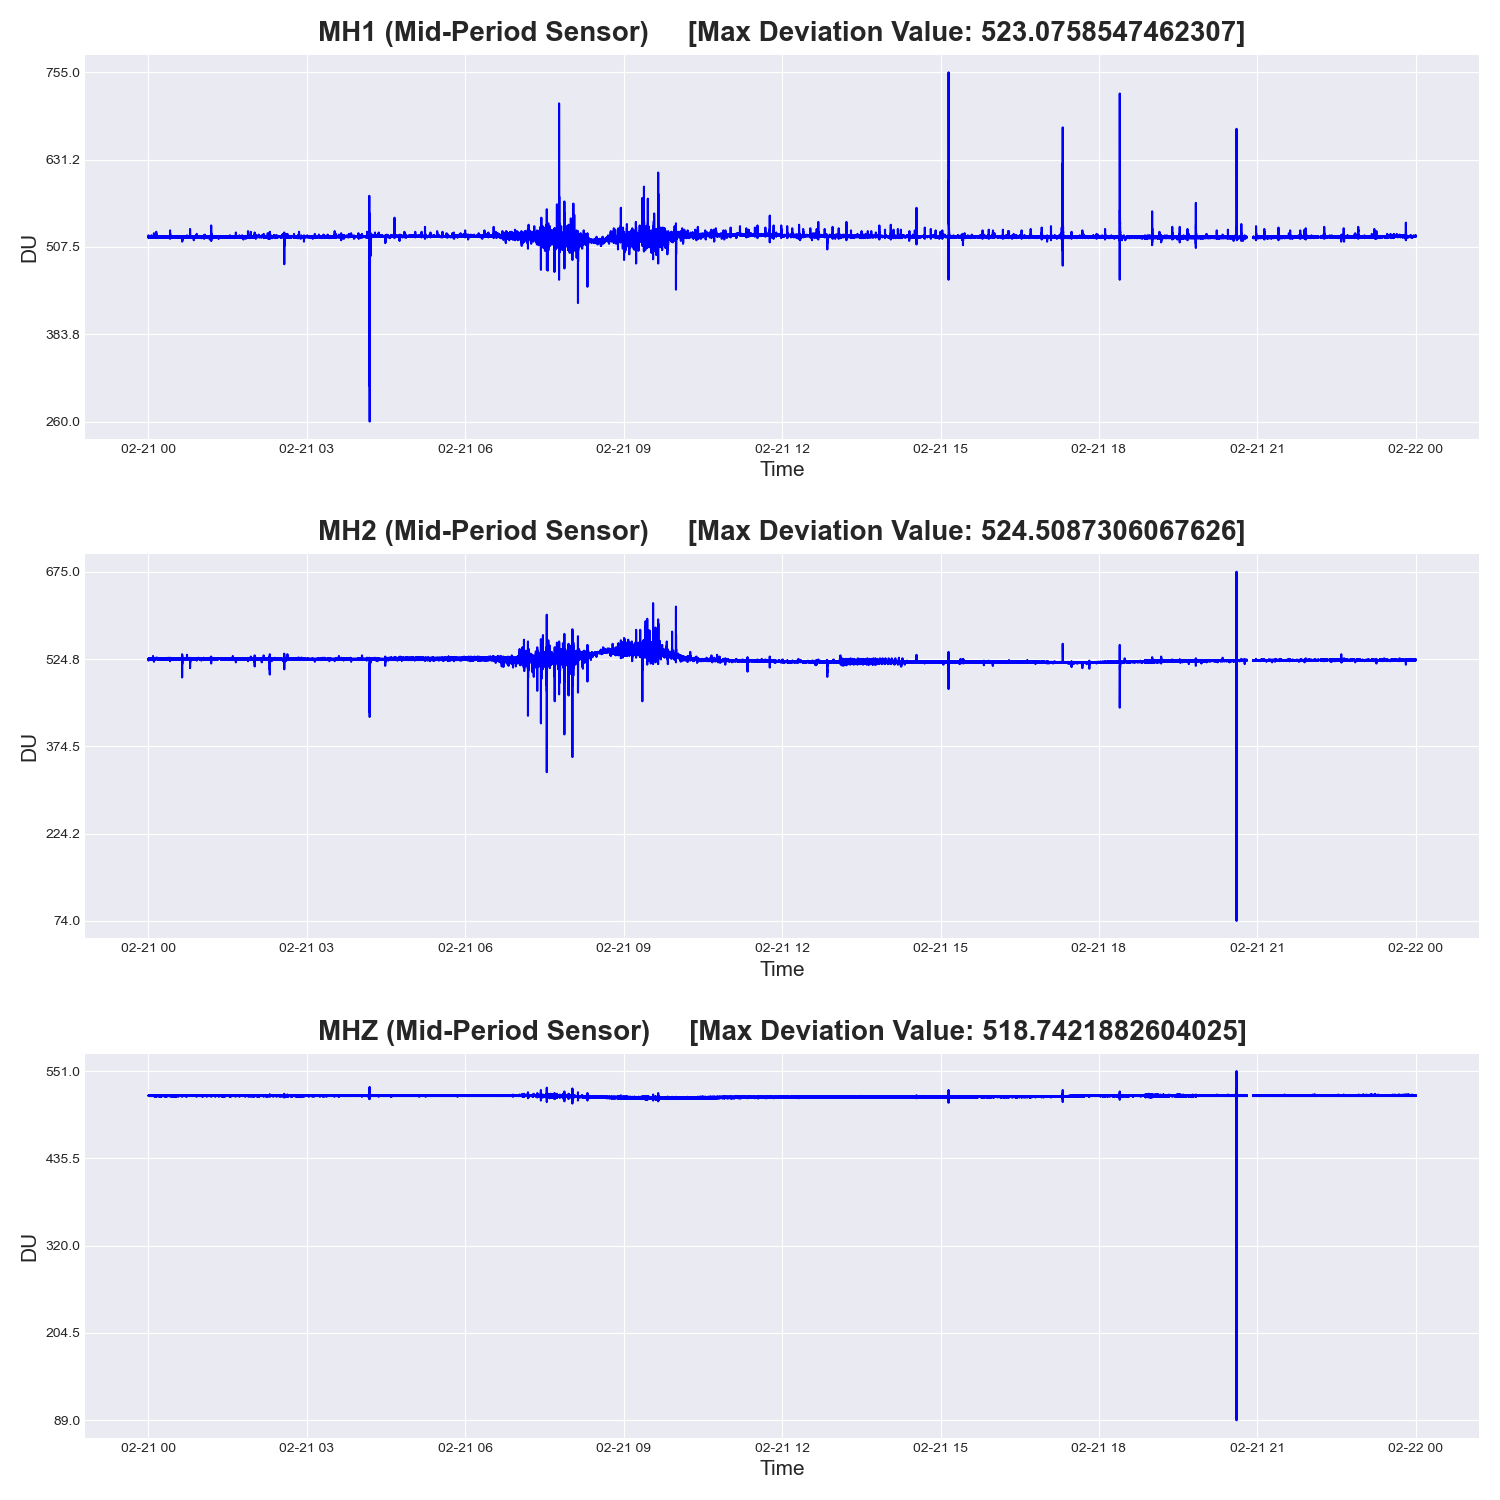 MH1 (Mid-Period Sensor) [Max Deviation Value: 523.0758547462307]
755.0
631.2
507.5
383.8
260.0
DU
02-21 00 02-21 03 02-21 06 02-21 09 02-21 12 02-21 15 02-21 18 02-21 21 02-22 00
Time
MH2 (Mid-Period Sensor) [Max Deviation Value: 524.5087306067626]
675.0
524.8
374.5
224.2
74.0
DU
02-21 00 02-21 03 02-21 06 02-21 09 02-21 12 02-21 15 02-21 18 02-21 21 02-22 00
Time
MHZ (Mid-Period Sensor) [Max Deviation Value: 518.7421882604025]
551.0
435.5
320.0
204.5
89.0
DU
02-21 00 02-21 03 02-21 06 02-21 09 02-21 12 02-21 15 02-21 18 02-21 21 02-22 00
Time